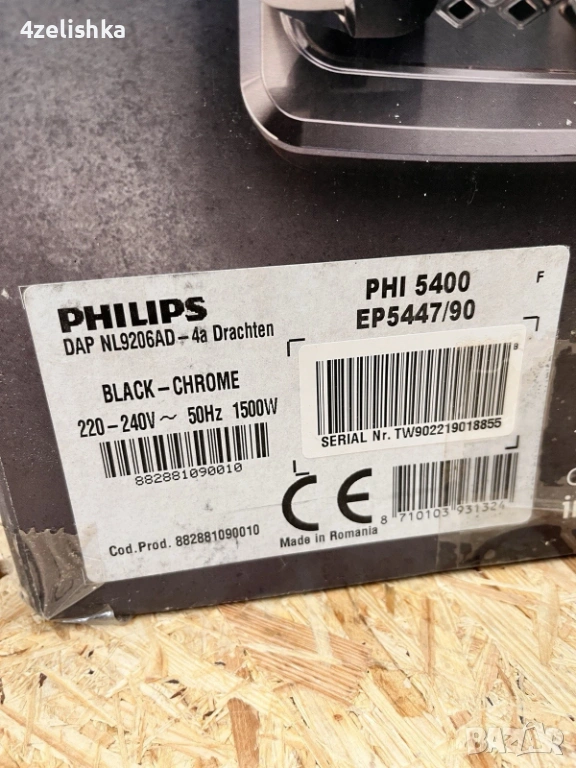 4zelishka
PHILIPS
DAP NL9206AD-4a Drachten
PHI 5400
EP5447/90
F
BLACK-CHROME
220-240V~ 50Hz 1500W
882881090010
SERIAL Nr. TW902219018855
CE
8 710103 931324
Cod.Prod. 882881090010
Made in Romania
BAZAR